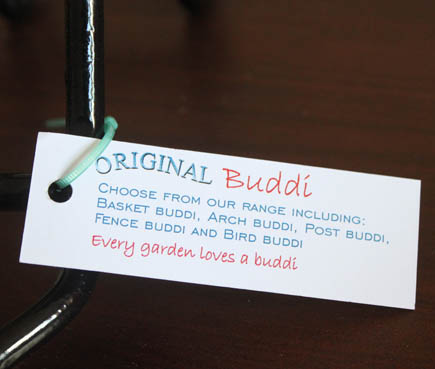 ORIGINAL Buddi
CHOOSE FROM OUR RANGE INCLUDING:
BASKET BUDDI, ARCH BUDDI, POST BUDDI,
FENCE BUDDI AND BIRD BUDDI
Every garden loves a buddi